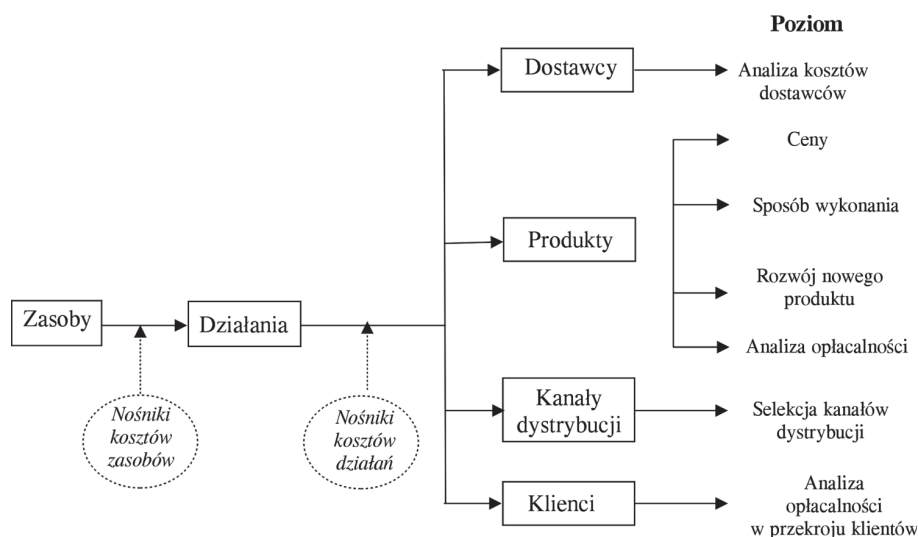 Poziom
Dostawcy
Analiza kosztów
dostawców
Ceny
Sposób wykonania
Produkty
Rozwój nowego
produktu
Zasoby
Działania
Analiza opłacalności
Nośniki
kosztów
zasobów
Nośniki
kosztów
działań
Kanały
dystrybucji
Selekcja kanałów
dystrybucji
Klienci
Analiza
opłacalności
w przekroju klientów